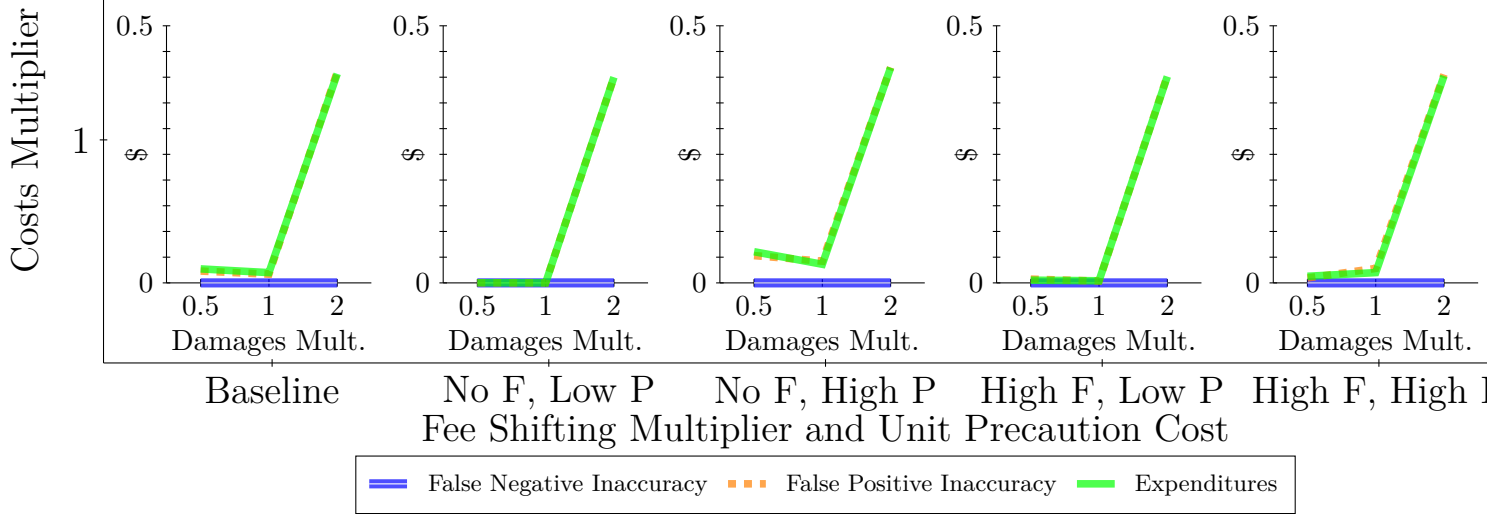 Costs Multiplier
1
0.5 0.5 0.5 0.5 0.5
$ $ $ $ $
0 0 0 0 0
0.5 1 2 0.5 1 2 0.5 1 2 0.5 1 2 0.5 1 2
Damages Mult. Damages Mult. Damages Mult. Damages Mult. Damages Mult.
Baseline No F, Low P No F, High P High F, Low P High F, High
Fee Shifting Multiplier and Unit Precaution Cost
False Negative Inaccuracy False Positive Inaccuracy Expenditures